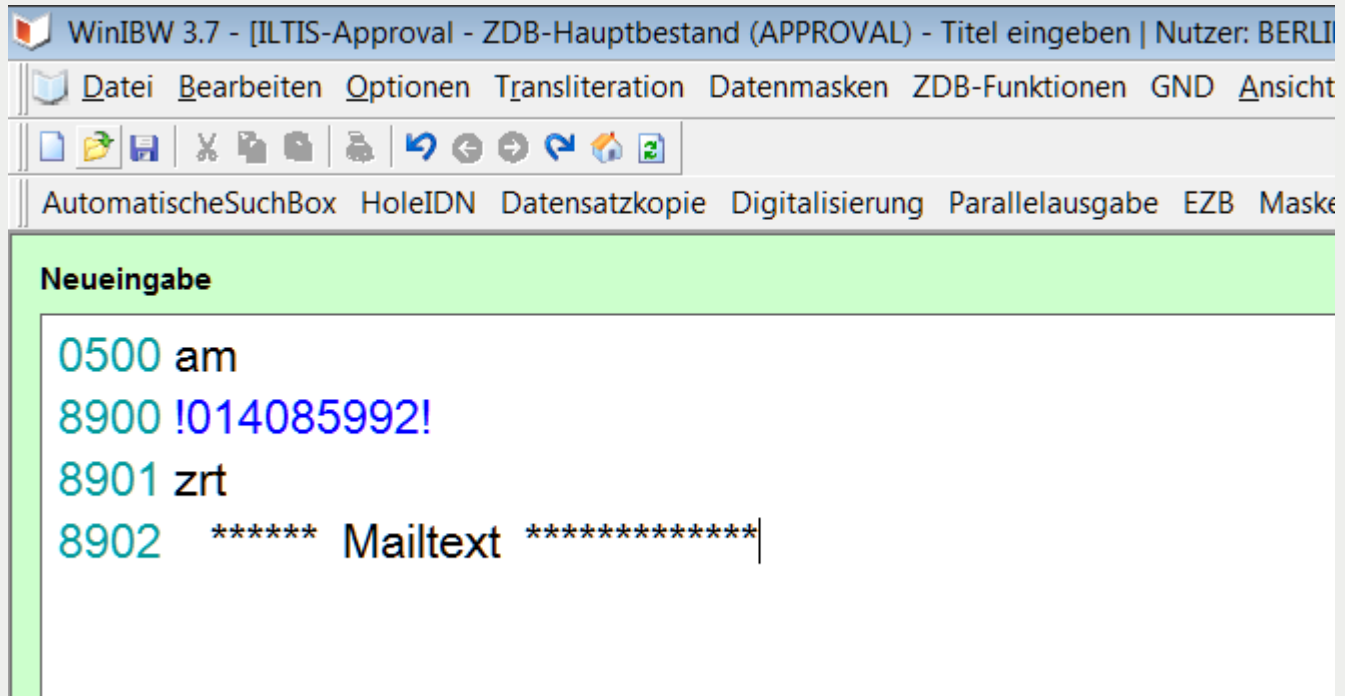 WinIBW 3.7 - [ILTIS-Approval - ZDB-Hauptbestand (APPROVAL) - Titel eingeben | Nutzer:
Datei Bearbeiten Optionen Transliteration Datenmasken ZDB-Funktionen GND Ansicht
AutomatischeSuchBox HoleIDN Datensatzkopie Digitalisierung Parallelausgabe EZB Maske
Neueingabe
0500 am
8900 !014085992!
8901 zrt
8902 ****** Mailtext *************